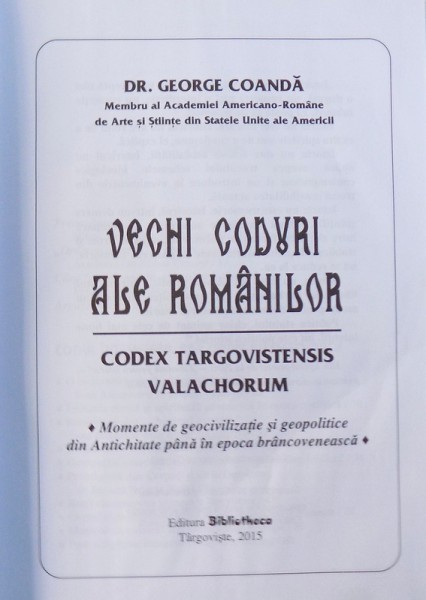 DR. GEORGE COANDĂ
Membru al Academiei Americano-Române
de Arte și Științe din Statele Unite ale Americii
VECHI CODURI
ALE ROMÂNILOR
CODEX TARGOVISTENSIS
VALACHORUM
♦ Momente de geocivilizație și geopolitice
din Antichitate până în epoca brâncovenească ♦
Editura Bibliotheca
Târgoviște, 2015